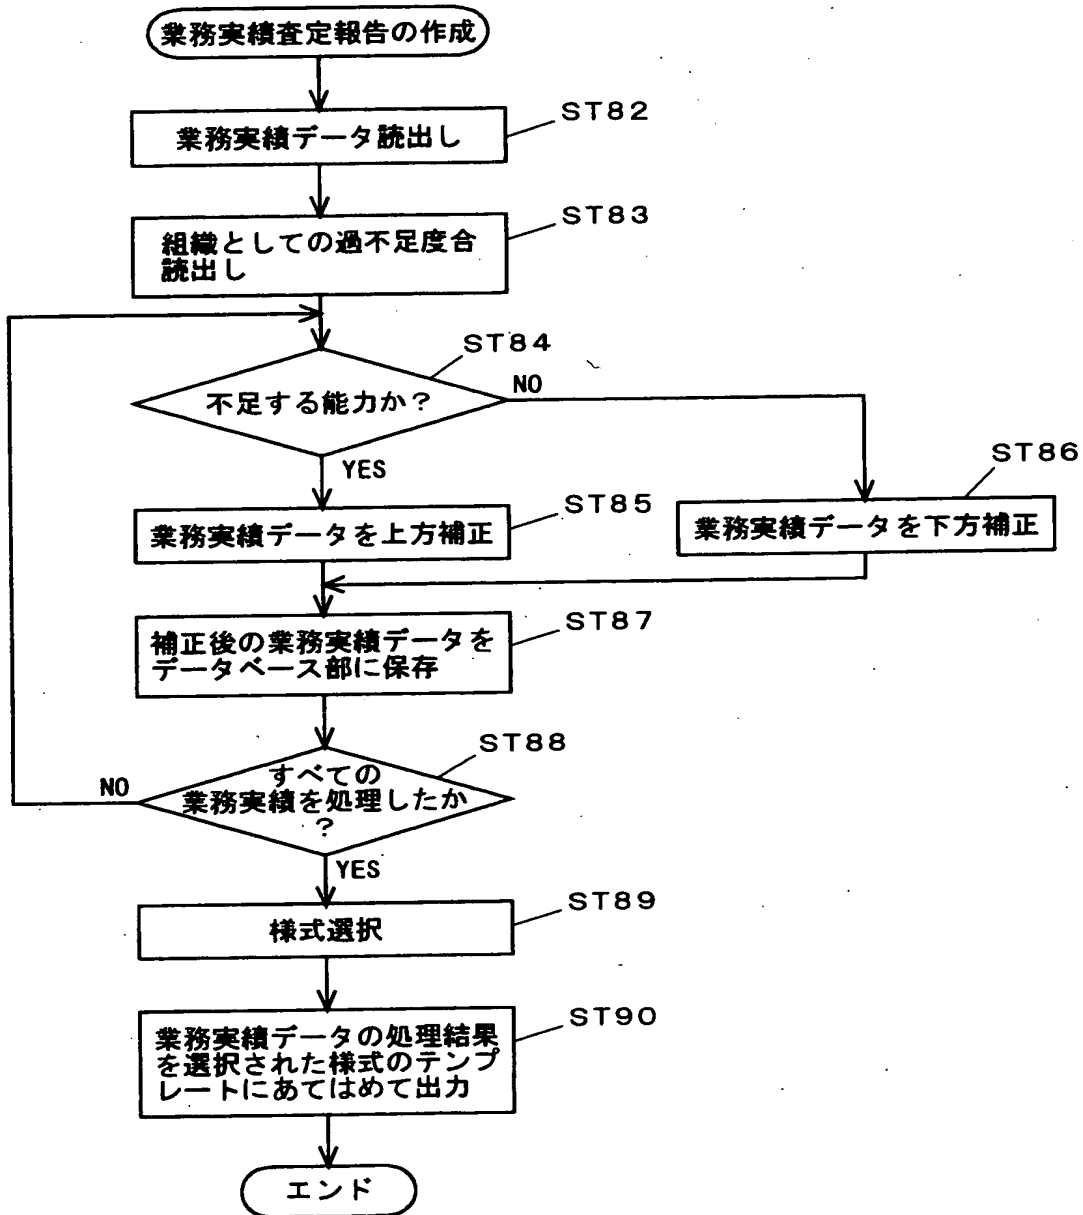 業務実績査定報告の作成
ST82
業務実績データ読出し
ST83
組織としての過不足度合
読出し
ST84
不足する能力か？
NO
YES
ST86
ST85
業務実績データを上方補正
業務実績データを下方補正
ST87
補正後の業務実績データを
データベース部に保存
ST88
すべての
業務実績を処理したか
？
NO
YES
ST89
様式選択
ST90
業務実績データの処理結果
を選択された様式のテンプ
レートにあてはめて出力
エンド